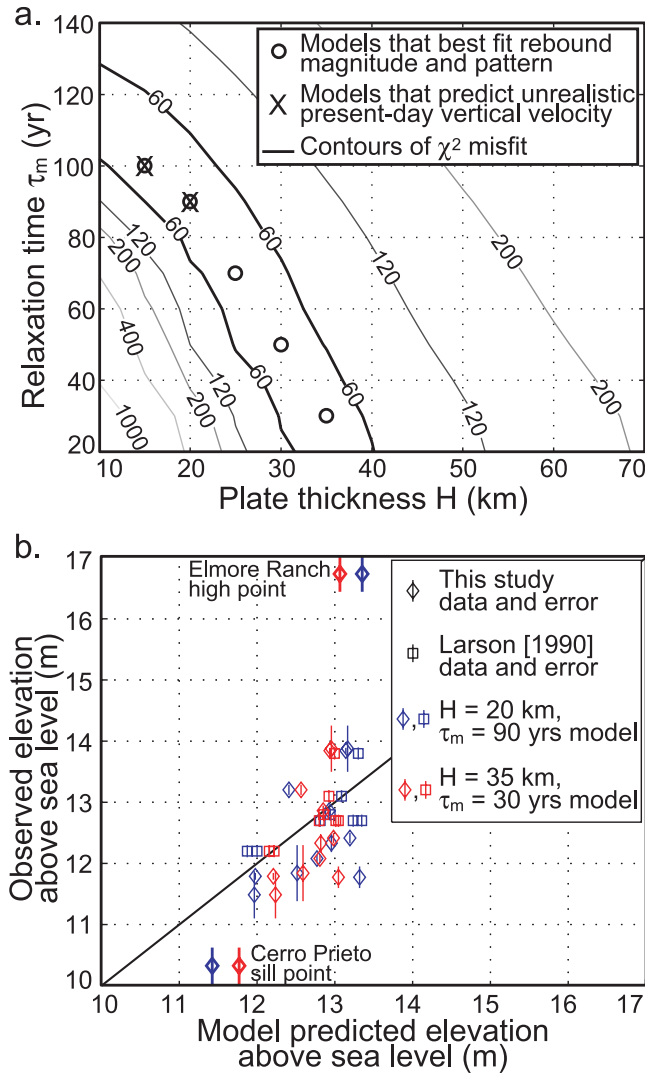 a.
140
120
100
80
60
40
20
Relaxation time τm (yr)
Models that best fit rebound
magnitude and pattern
Models that predict unrealistic
present-day vertical velocity
Contours of χ2 misfit
60
60
60
60
60
60
120
120
120
120
200
200
200
200
400
1000
10
20
30
40
50
60
70
Plate thickness H (km)
b.
17
16
15
14
13
12
11
10
Observed elevation
above sea level (m)
Elmore Ranch
high point
This study
data and error
Larson [1990]
data and error
H = 20 km,
τm = 90 yrs model
H = 35 km,
τm = 30 yrs model
Cerro Prieto
sill point
10
11
12
13
14
15
16
17
Model predicted elevation
above sea level (m)